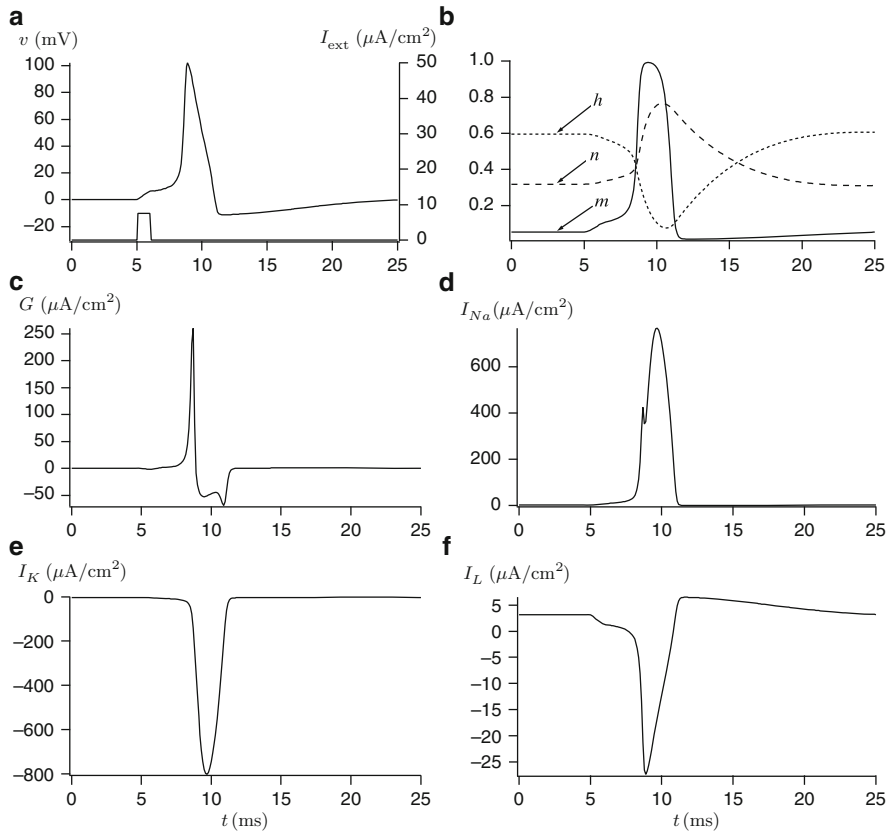 a
v (mV)
I_ext (μA/cm²)
100
80
60
40
20
0
−20
50
40
30
20
10
0
0 5 10 15 20 25
b
1.0
0.8
0.6
0.4
0.2
h
n
m
0 5 10 15 20 25
c
G (μA/cm²)
250
200
150
100
50
0
−50
0 5 10 15 20 25
d
I_Na(μA/cm²)
600
400
200
0
0 5 10 15 20 25
e
I_K (μA/cm²)
0
−200
−400
−600
−800
0 5 10 15 20 25
t (ms)
f
I_L (μA/cm²)
5
0
−5
−10
−15
−20
−25
0 5 10 15 20 25
t (ms)